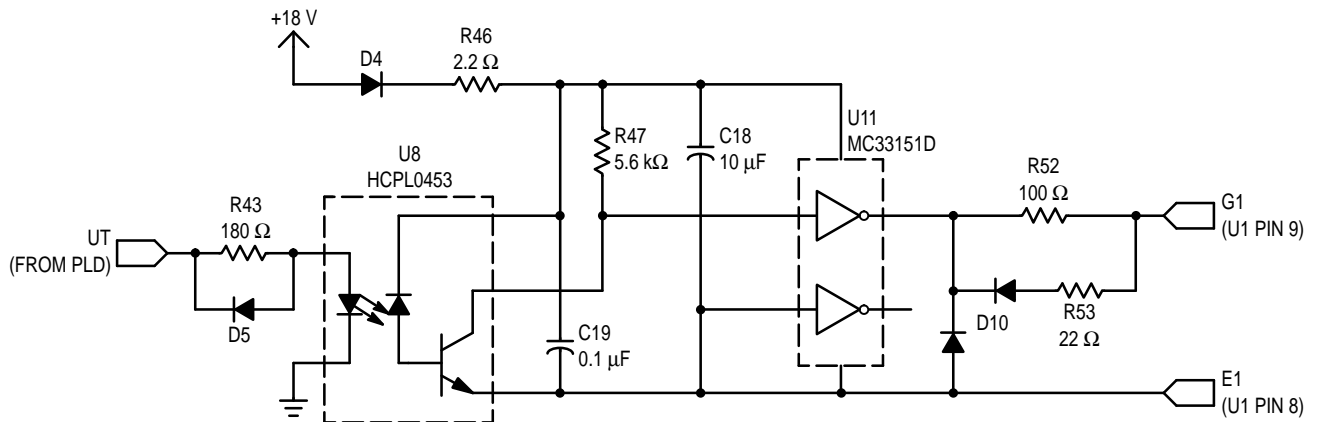 +18 V
D4
R46
2.2 Ω
R47
5.6 kΩ
C18
10 µF
U11
MC33151D
U8
HCPL0453
R43
180 Ω
UT
(FROM PLD)
D5
C19
0.1 µF
R52
100 Ω
G1
(U1 PIN 9)
D10
R53
22 Ω
E1
(U1 PIN 8)